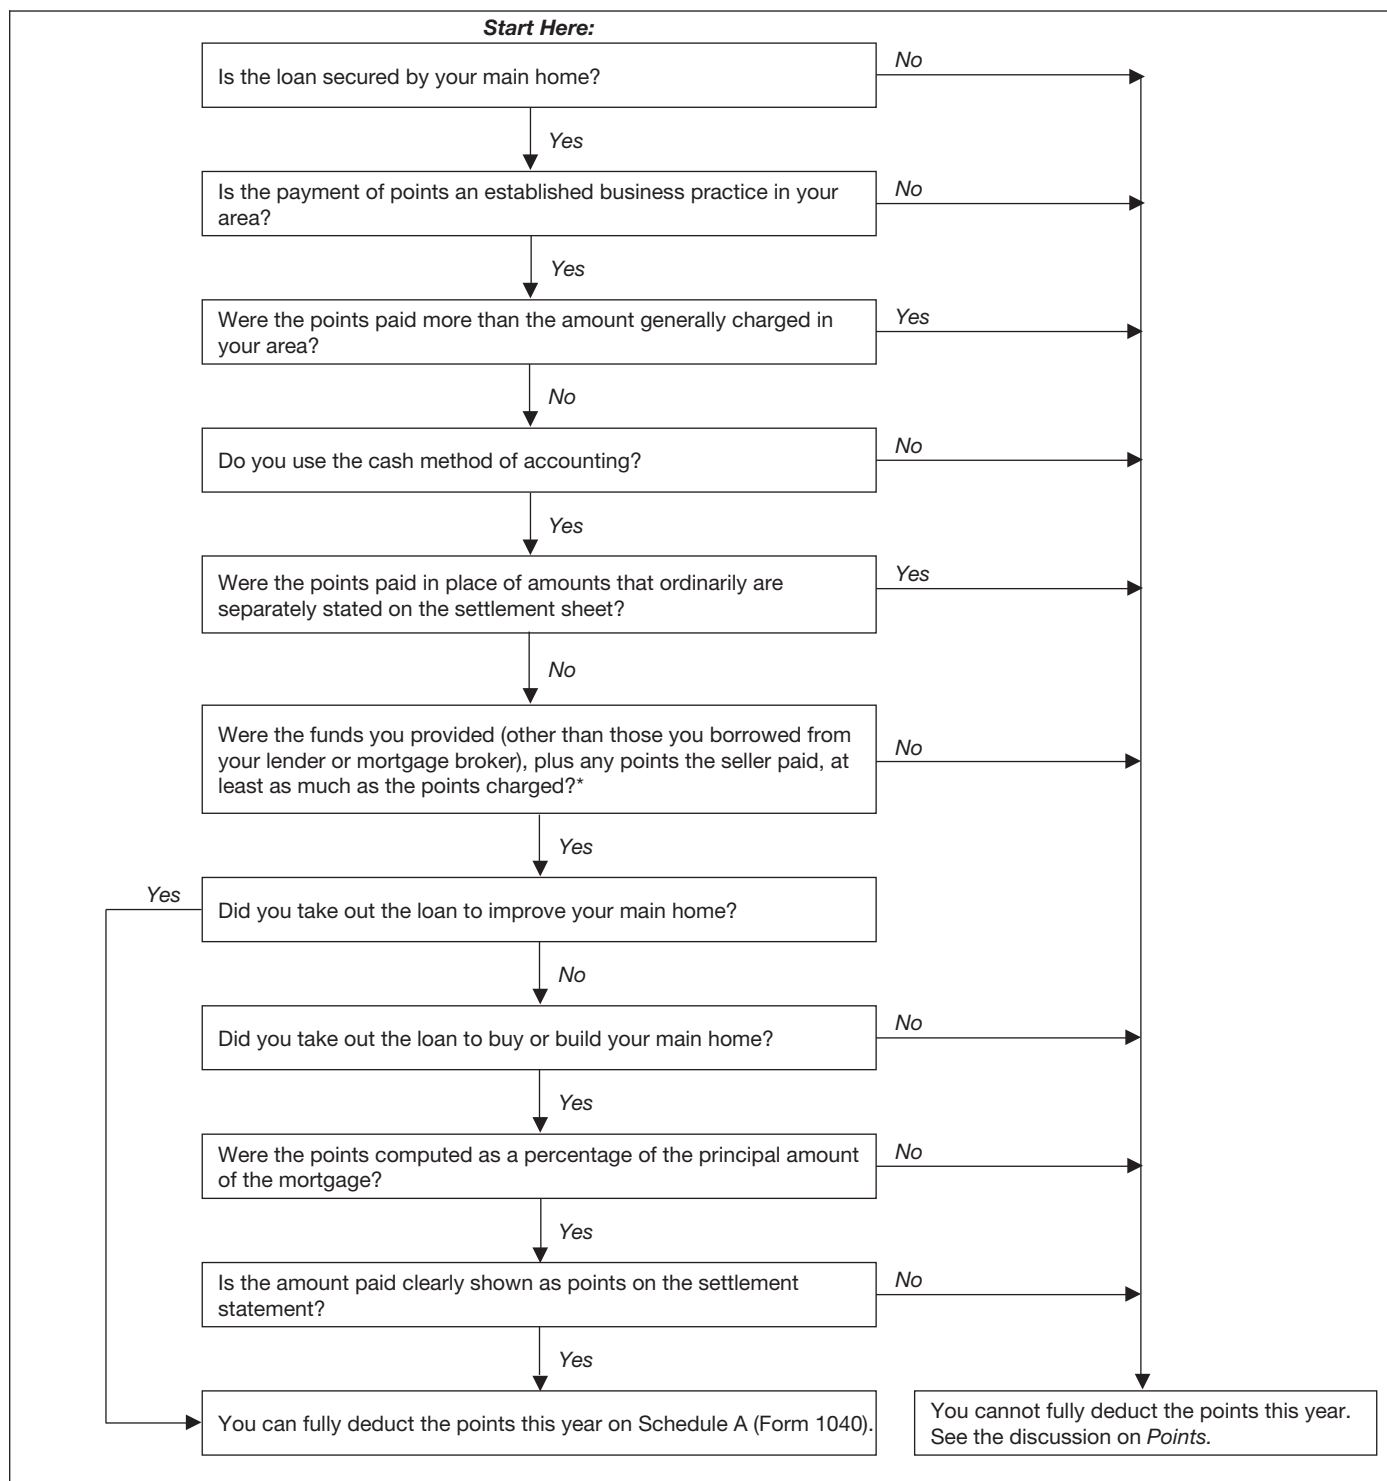 Start Here:
Is the loan secured by your main home?
No
Yes
Is the payment of points an established business practice in your
area?
No
Yes
Were the points paid more than the amount generally charged in
your area?
Yes
No
Do you use the cash method of accounting?
No
Yes
Were the points paid in place of amounts that ordinarily are
separately stated on the settlement sheet?
Yes
No
Were the funds you provided (other than those you borrowed from
your lender or mortgage broker), plus any points the seller paid, at
least as much as the points charged?*
No
Yes
Yes
Did you take out the loan to improve your main home?
No
Did you take out the loan to buy or build your main home?
No
Yes
Were the points computed as a percentage of the principal amount
of the mortgage?
No
Yes
Is the amount paid clearly shown as points on the settlement
statement?
No
Yes
You can fully deduct the points this year on Schedule A (Form 1040).
You cannot fully deduct the points this year.
See the discussion on Points.